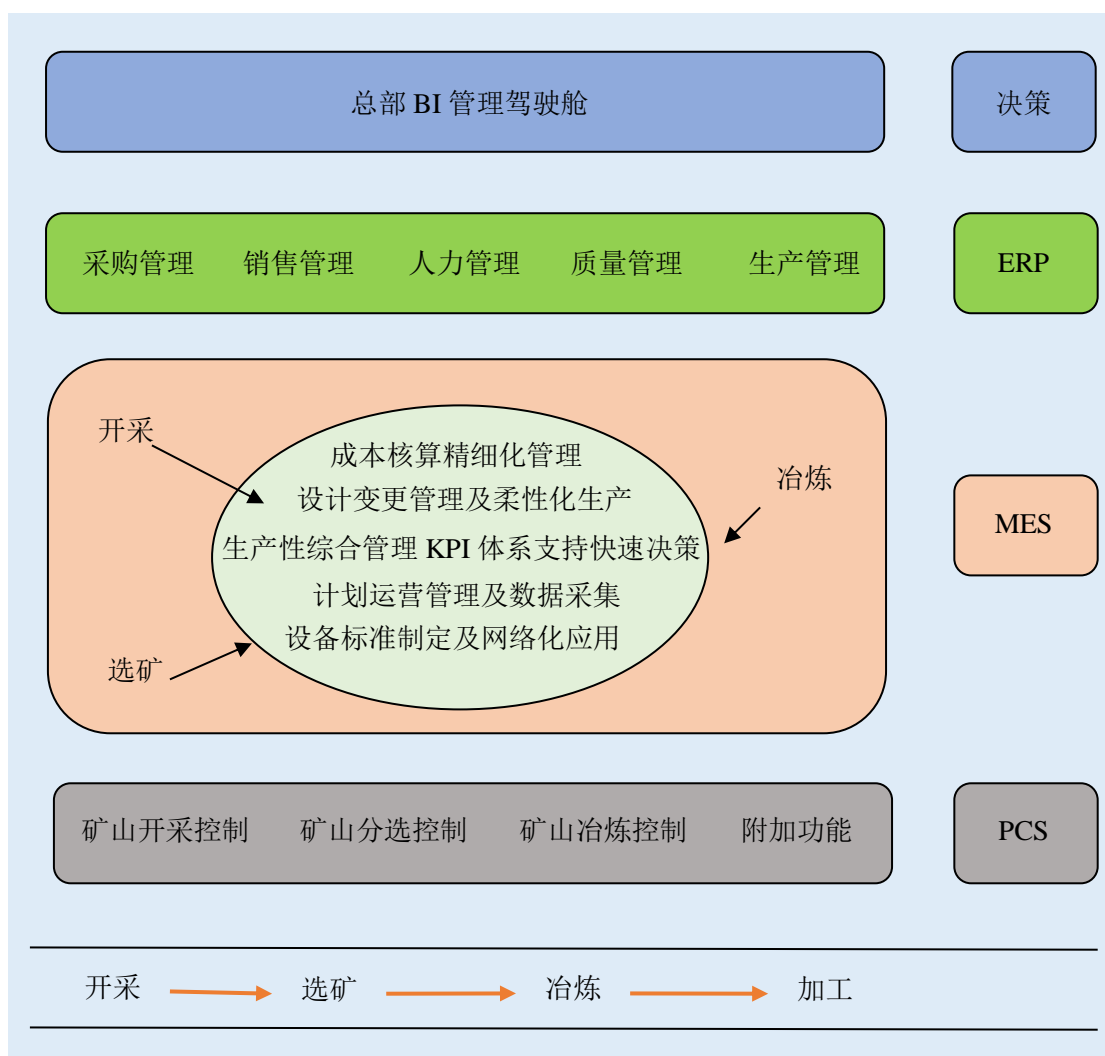 总部 BI 管理驾驶舱
决策
采购管理 销售管理 人力管理 质量管理 生产管理
ERP
开采
成本核算精细化管理
设计变更管理及柔性化生产
冶炼
生产性综合管理 KPI 体系支持快速决策
MES
计划运营管理及数据采集
设备标准制定及网络化应用
选矿
矿山开采控制 矿山分选控制 矿山冶炼控制 附加功能
PCS
开采 选矿 冶炼 加工